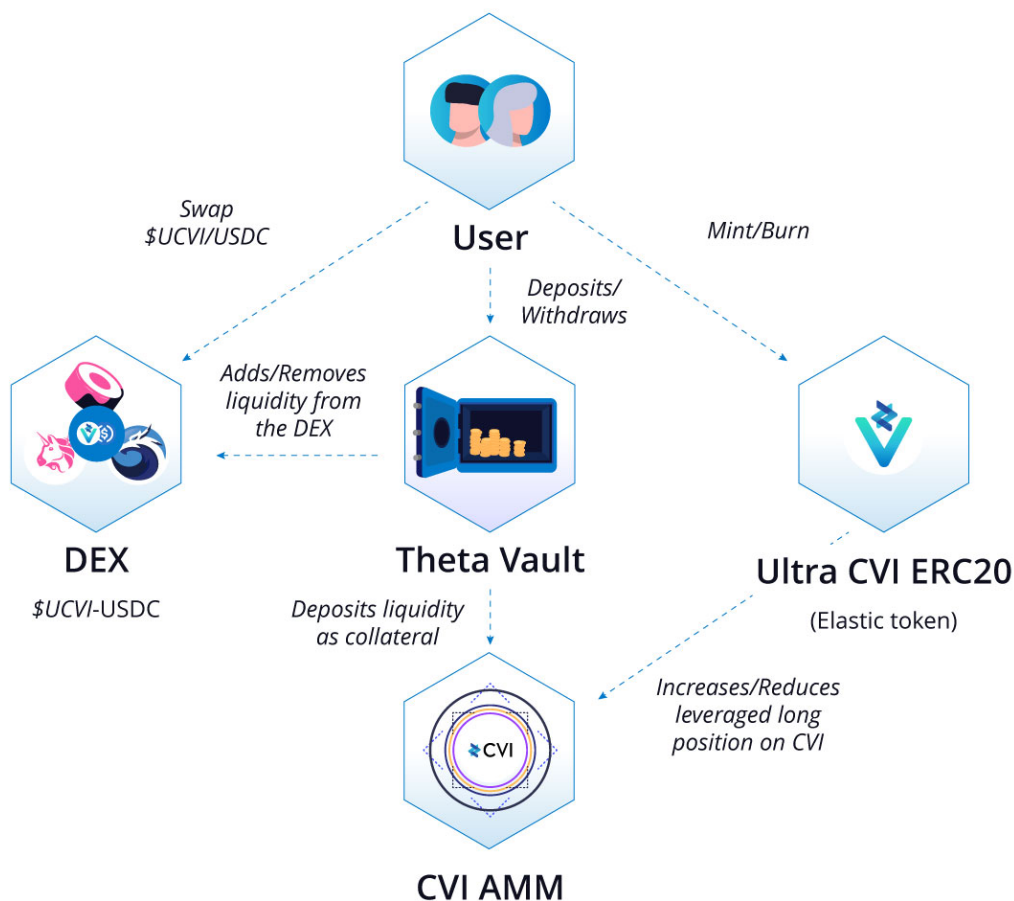 Swap
$UCVI/USDC
User
Mint/Burn
Deposits/
Withdraws
Adds/Removes
liquidity from
the DEX
DEX
$UCVI-USDC
Theta Vault
Ultra CVI ERC20
(Elastic token)
Deposits liquidity
as collateral
Increases/Reduces
leveraged long
position on CVI
CVI
CVI AMM